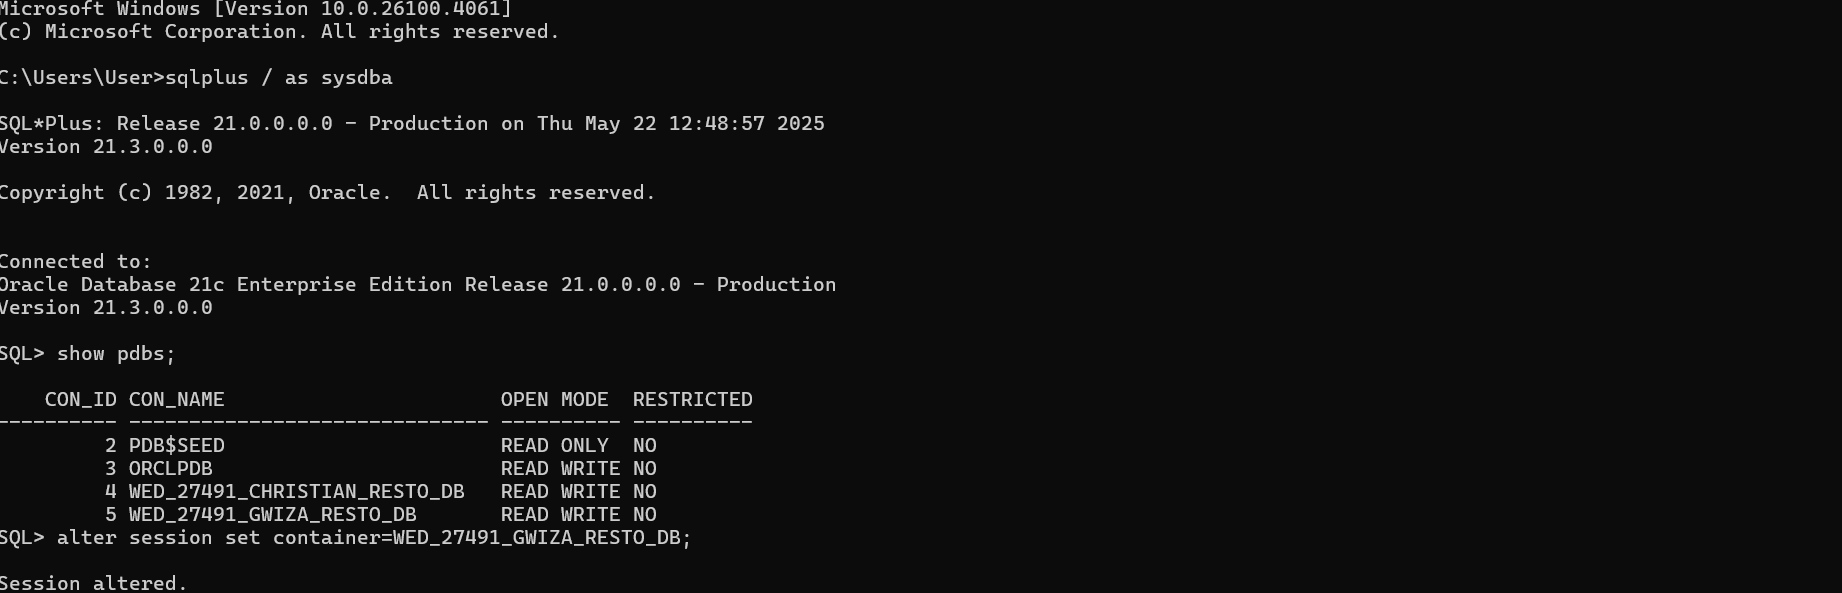 Microsoft Windows [Version 10.0.26100.4061]
(c) Microsoft Corporation. All rights reserved.
C:\Users\User>sqlplus / as sysdba
SQL*Plus: Release 21.0.0.0.0 - Production on Thu May 22 12:48:57 2025
Version 21.3.0.0.0
Copyright (c) 1982, 2021, Oracle.  All rights reserved.
Connected to:
Oracle Database 21c Enterprise Edition Release 21.0.0.0.0 - Production
Version 21.3.0.0.0
SQL> show pdbs;
    CON_ID CON_NAME                       OPEN MODE  RESTRICTED
---------- ------------------------------ ---------- ----------
         2 PDB$SEED                       READ ONLY  NO
         3 ORCLPDB                        READ WRITE NO
         4 WED_27491_CHRISTIAN_RESTO_DB   READ WRITE NO
         5 WED_27491_GWIZA_RESTO_DB       READ WRITE NO
SQL> alter session set container=WED_27491_GWIZA_RESTO_DB;
Session altered.